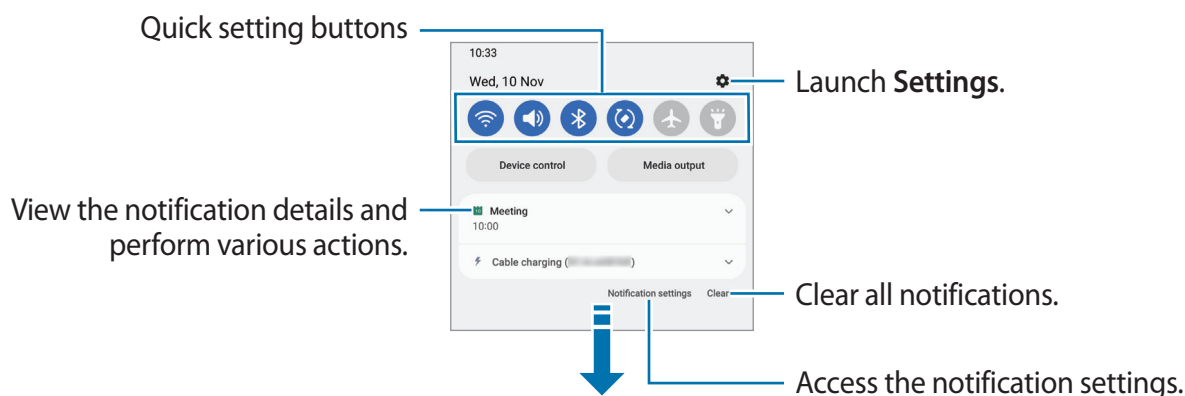 Quick setting buttons
10:33
Wed, 10 Nov
Launch Settings.
Device control
Media output
View the notification details and
perform various actions.
Meeting
10:00
Cable charging ( )
Notification settings
Clear
Clear all notifications.
Access the notification settings.